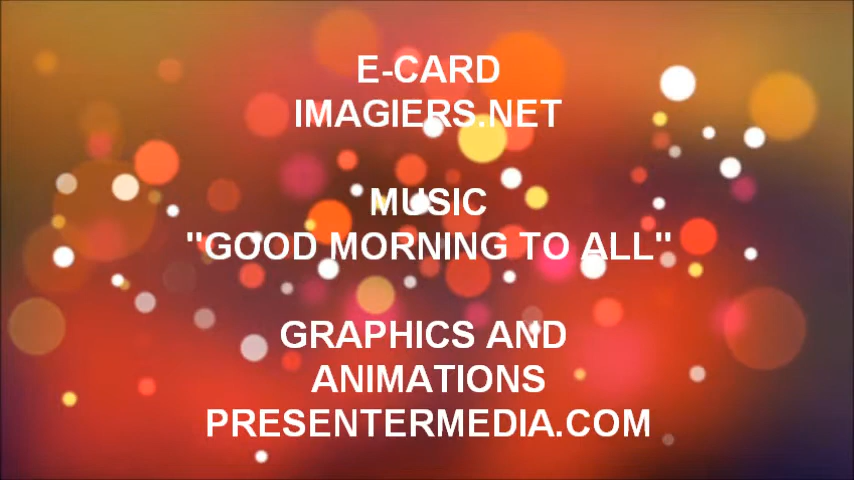 E-CARD
IMAGIERS.NET
MUSIC
"GOOD MORNING TO ALL"
GRAPHICS AND
ANIMATIONS
PRESENTERMEDIA.COM